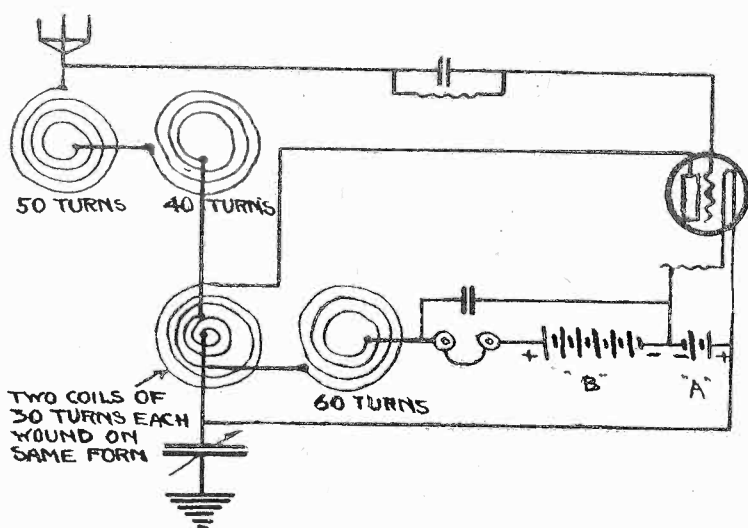 50 TURNS
40 TURNS
+
"B"
-
-
"A"
+
60 TURNS
TWO COILS OF
30 TURNS EACH
WOUND ON
SAME FORM